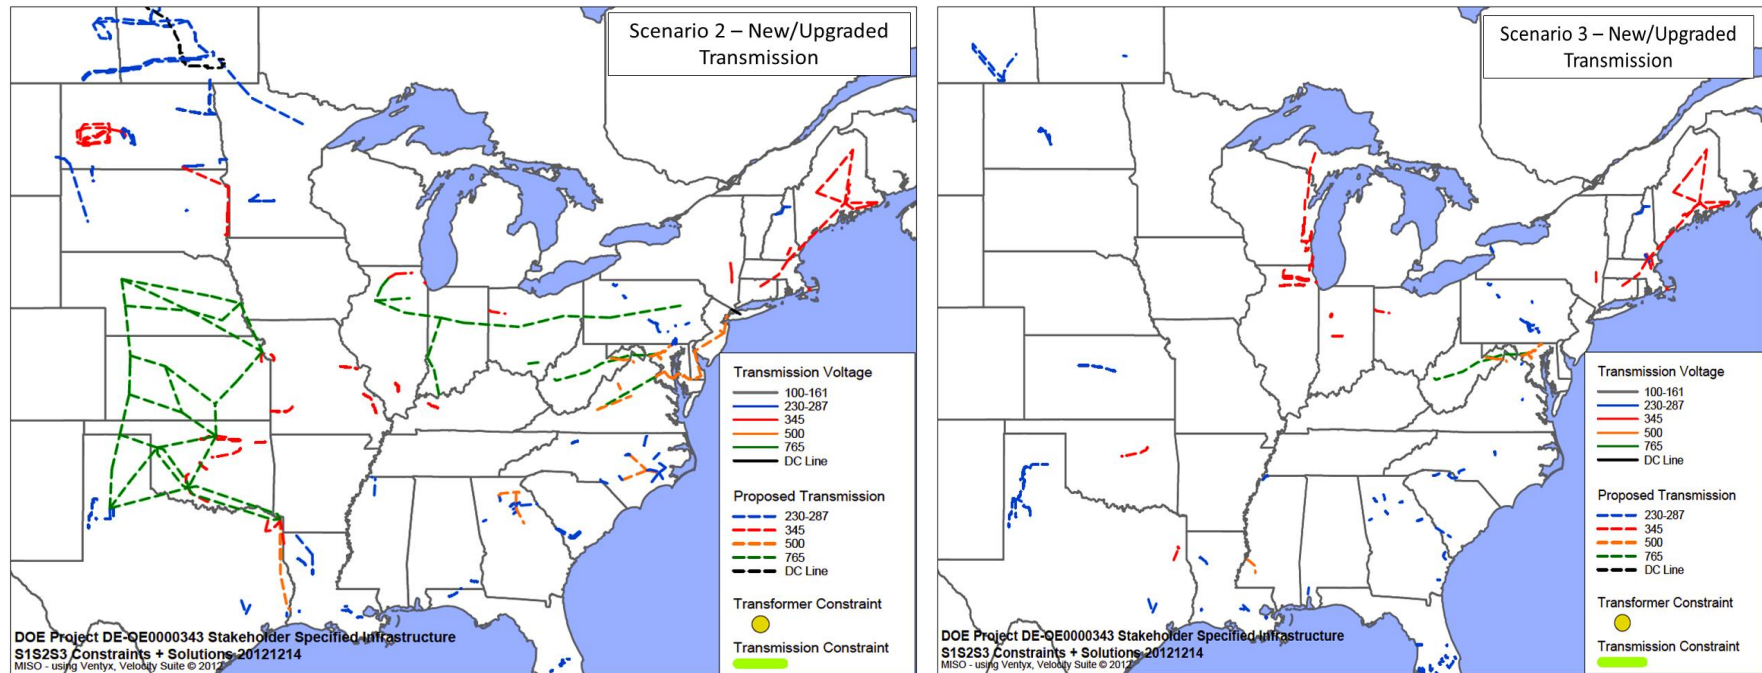 Scenario 2 – New/Upgraded
Transmission
Transmission Voltage
100-161
230-287
345
500
765
DC Line
Proposed Transmission
230-287
345
500
765
DC Line
Transformer Constraint
Transmission Constraint
DOE Project DE-OE0000343 Stakeholder Specified Infrastructure
S1S2S3 Constraints + Solutions 20121214
MISO - using Ventyx, Velocity Suite © 2012
Scenario 3 – New/Upgraded
Transmission
Transmission Voltage
100-161
230-287
345
500
765
DC Line
Proposed Transmission
230-287
345
500
765
DC Line
Transformer Constraint
Transmission Constraint
DOE Project DE-OE0000343 Stakeholder Specified Infrastructure
S1S2S3 Constraints + Solutions 20121214
MISO - using Ventyx, Velocity Suite © 2012